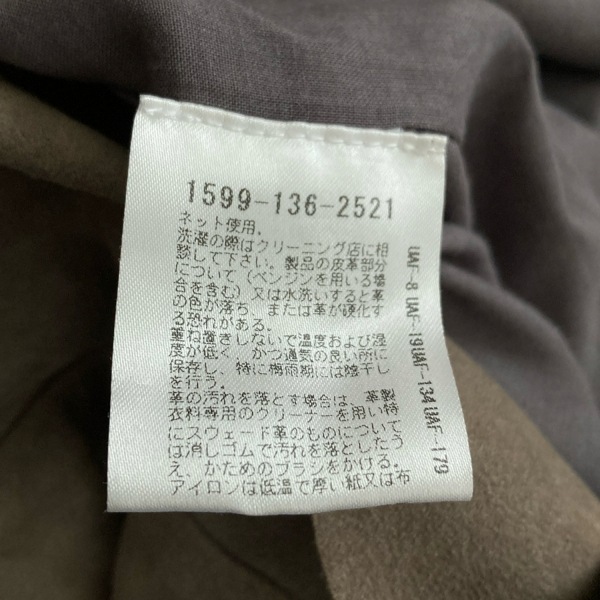 1599-136-2521
ネット使用.
洗濯の際はクリーニング店に相
談して下さい。製品の皮革部分
について(ベンジンを用いる場
合を含む)又は水洗いすると革
の色が落ち　または革が硬化す
る恐れがある。
重ね置きしないで温度および湿
度が低く　かつ通気の良い所に
保存し、特に梅雨期には陰干し
を行う。
革の汚れを落とす場合は、革製
衣料専用のクリーナーを用い特
にスウェード革のものについて
は消しゴムで汚れを落としたう
え、かためのブラシをかける。
アイロンは低温で厚い紙又は布
UAF-8 UAF-19UAF-134UAF-179